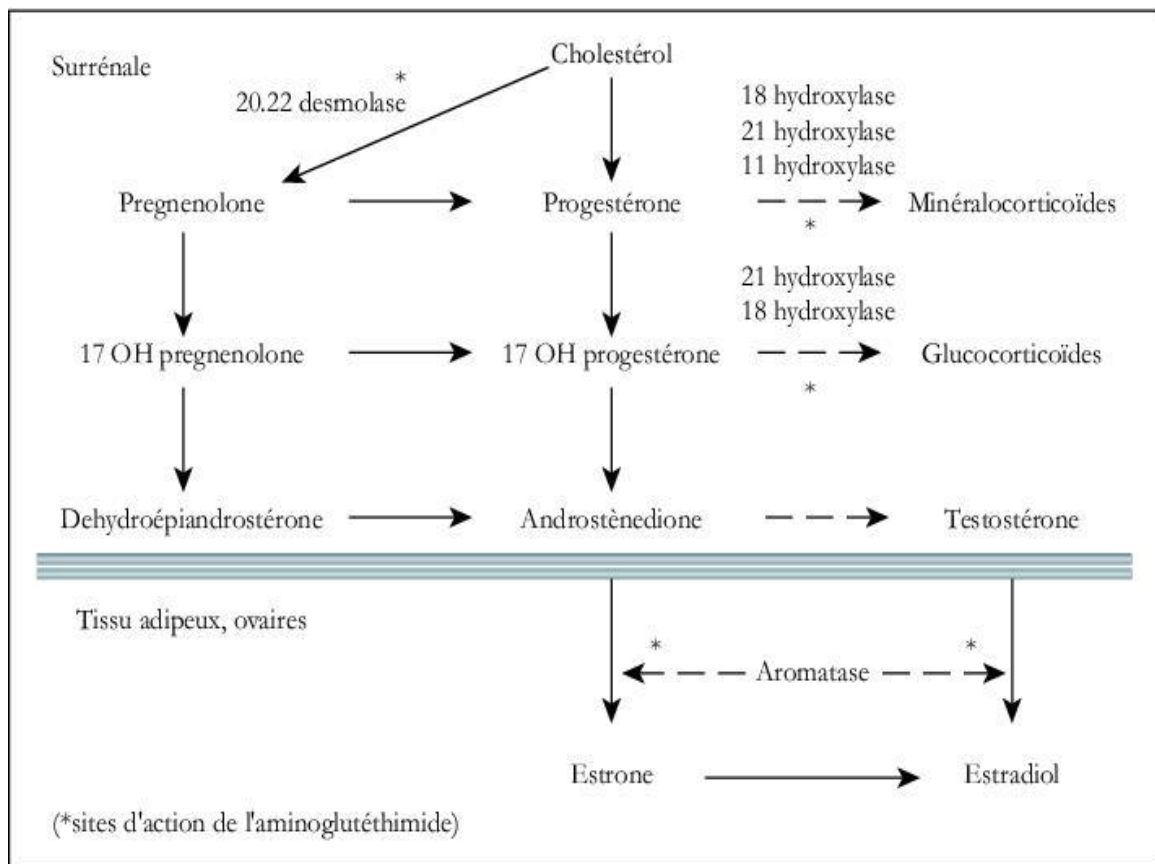 Surrénale
Cholestérol
*
20.22 desmolase
18 hydroxylase
21 hydroxylase
11 hydroxylase
Pregnenolone
Progestérone
Minéralocorticoïdes
*
21 hydroxylase
18 hydroxylase
17 OH pregnenolone
17 OH progestérone
Glucocorticoïdes
*
Dehydroépiandrostérone
Androstènedione
Testostérone
Tissu adipeux, ovaires
* *
Aromatase
Estrone
Estradiol
(*sites d'action de l'aminoglutéthimide)